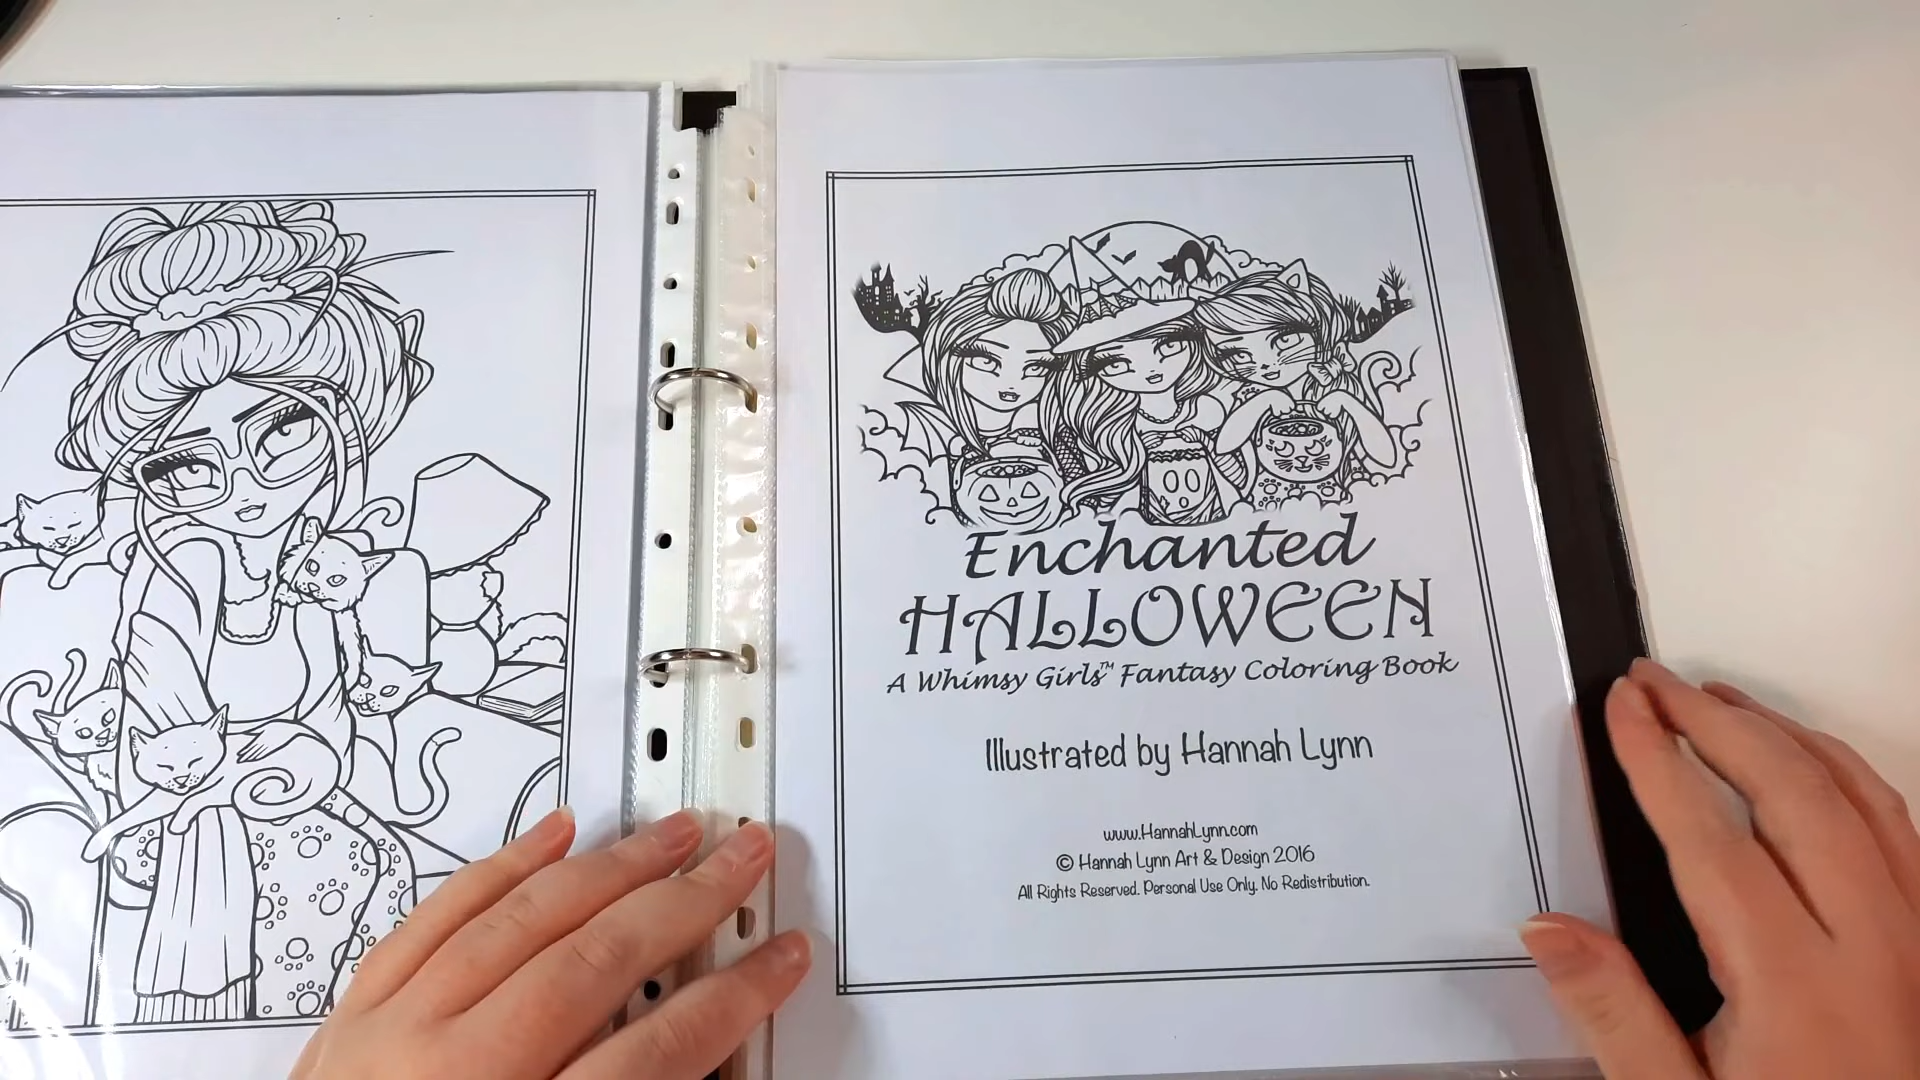 Enchanted
HALLOWEEN
A Whimsy Girls™ Fantasy Coloring Book
Illustrated by Hannah Lynn
www.HannahLynn.com
© Hannah Lynn Art & Design 2016
All Rights Reserved. Personal Use Only. No Redistribution.